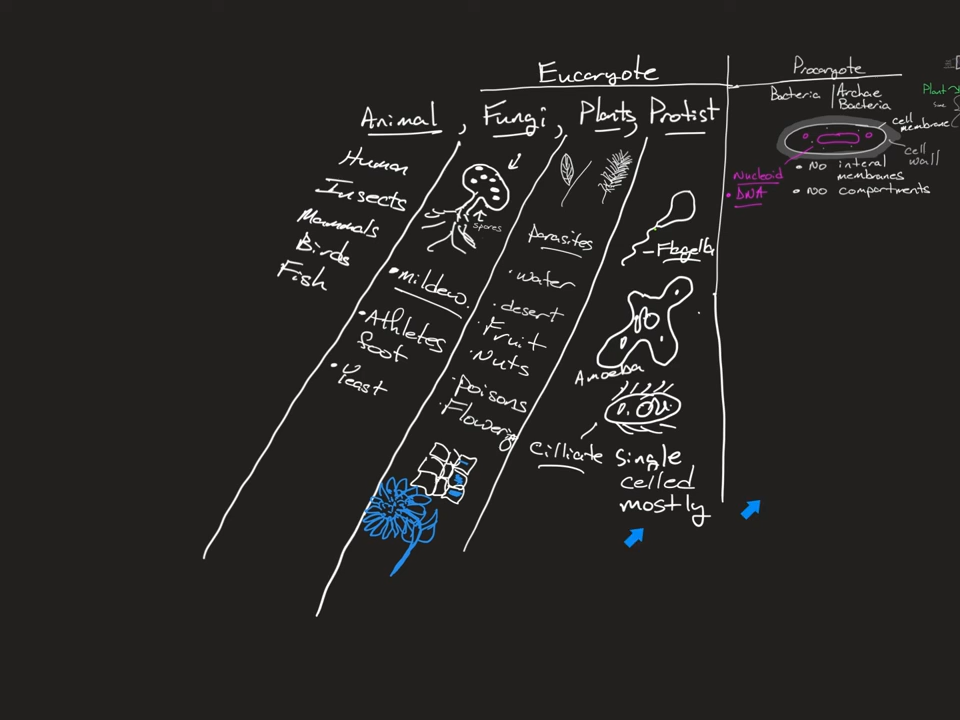 Eucaryote
Animal, Fungi, Plants, Protist
Human
Insects
Mammals
Birds
Fish
spores
• mildew.
• Athletes
foot
• Yeast
parasites
• water
• desert
Fruit
• Nuts
• Poisons
• Flowering
– Flagella
Amoeba
cilliate
single
celled
mostly
Procaryote
Bacteria | Archae
Bacteria
cell
membrane
cell
wall
Nucleoid
• DNA
• No interal
membranes
• NO compartments
Plant